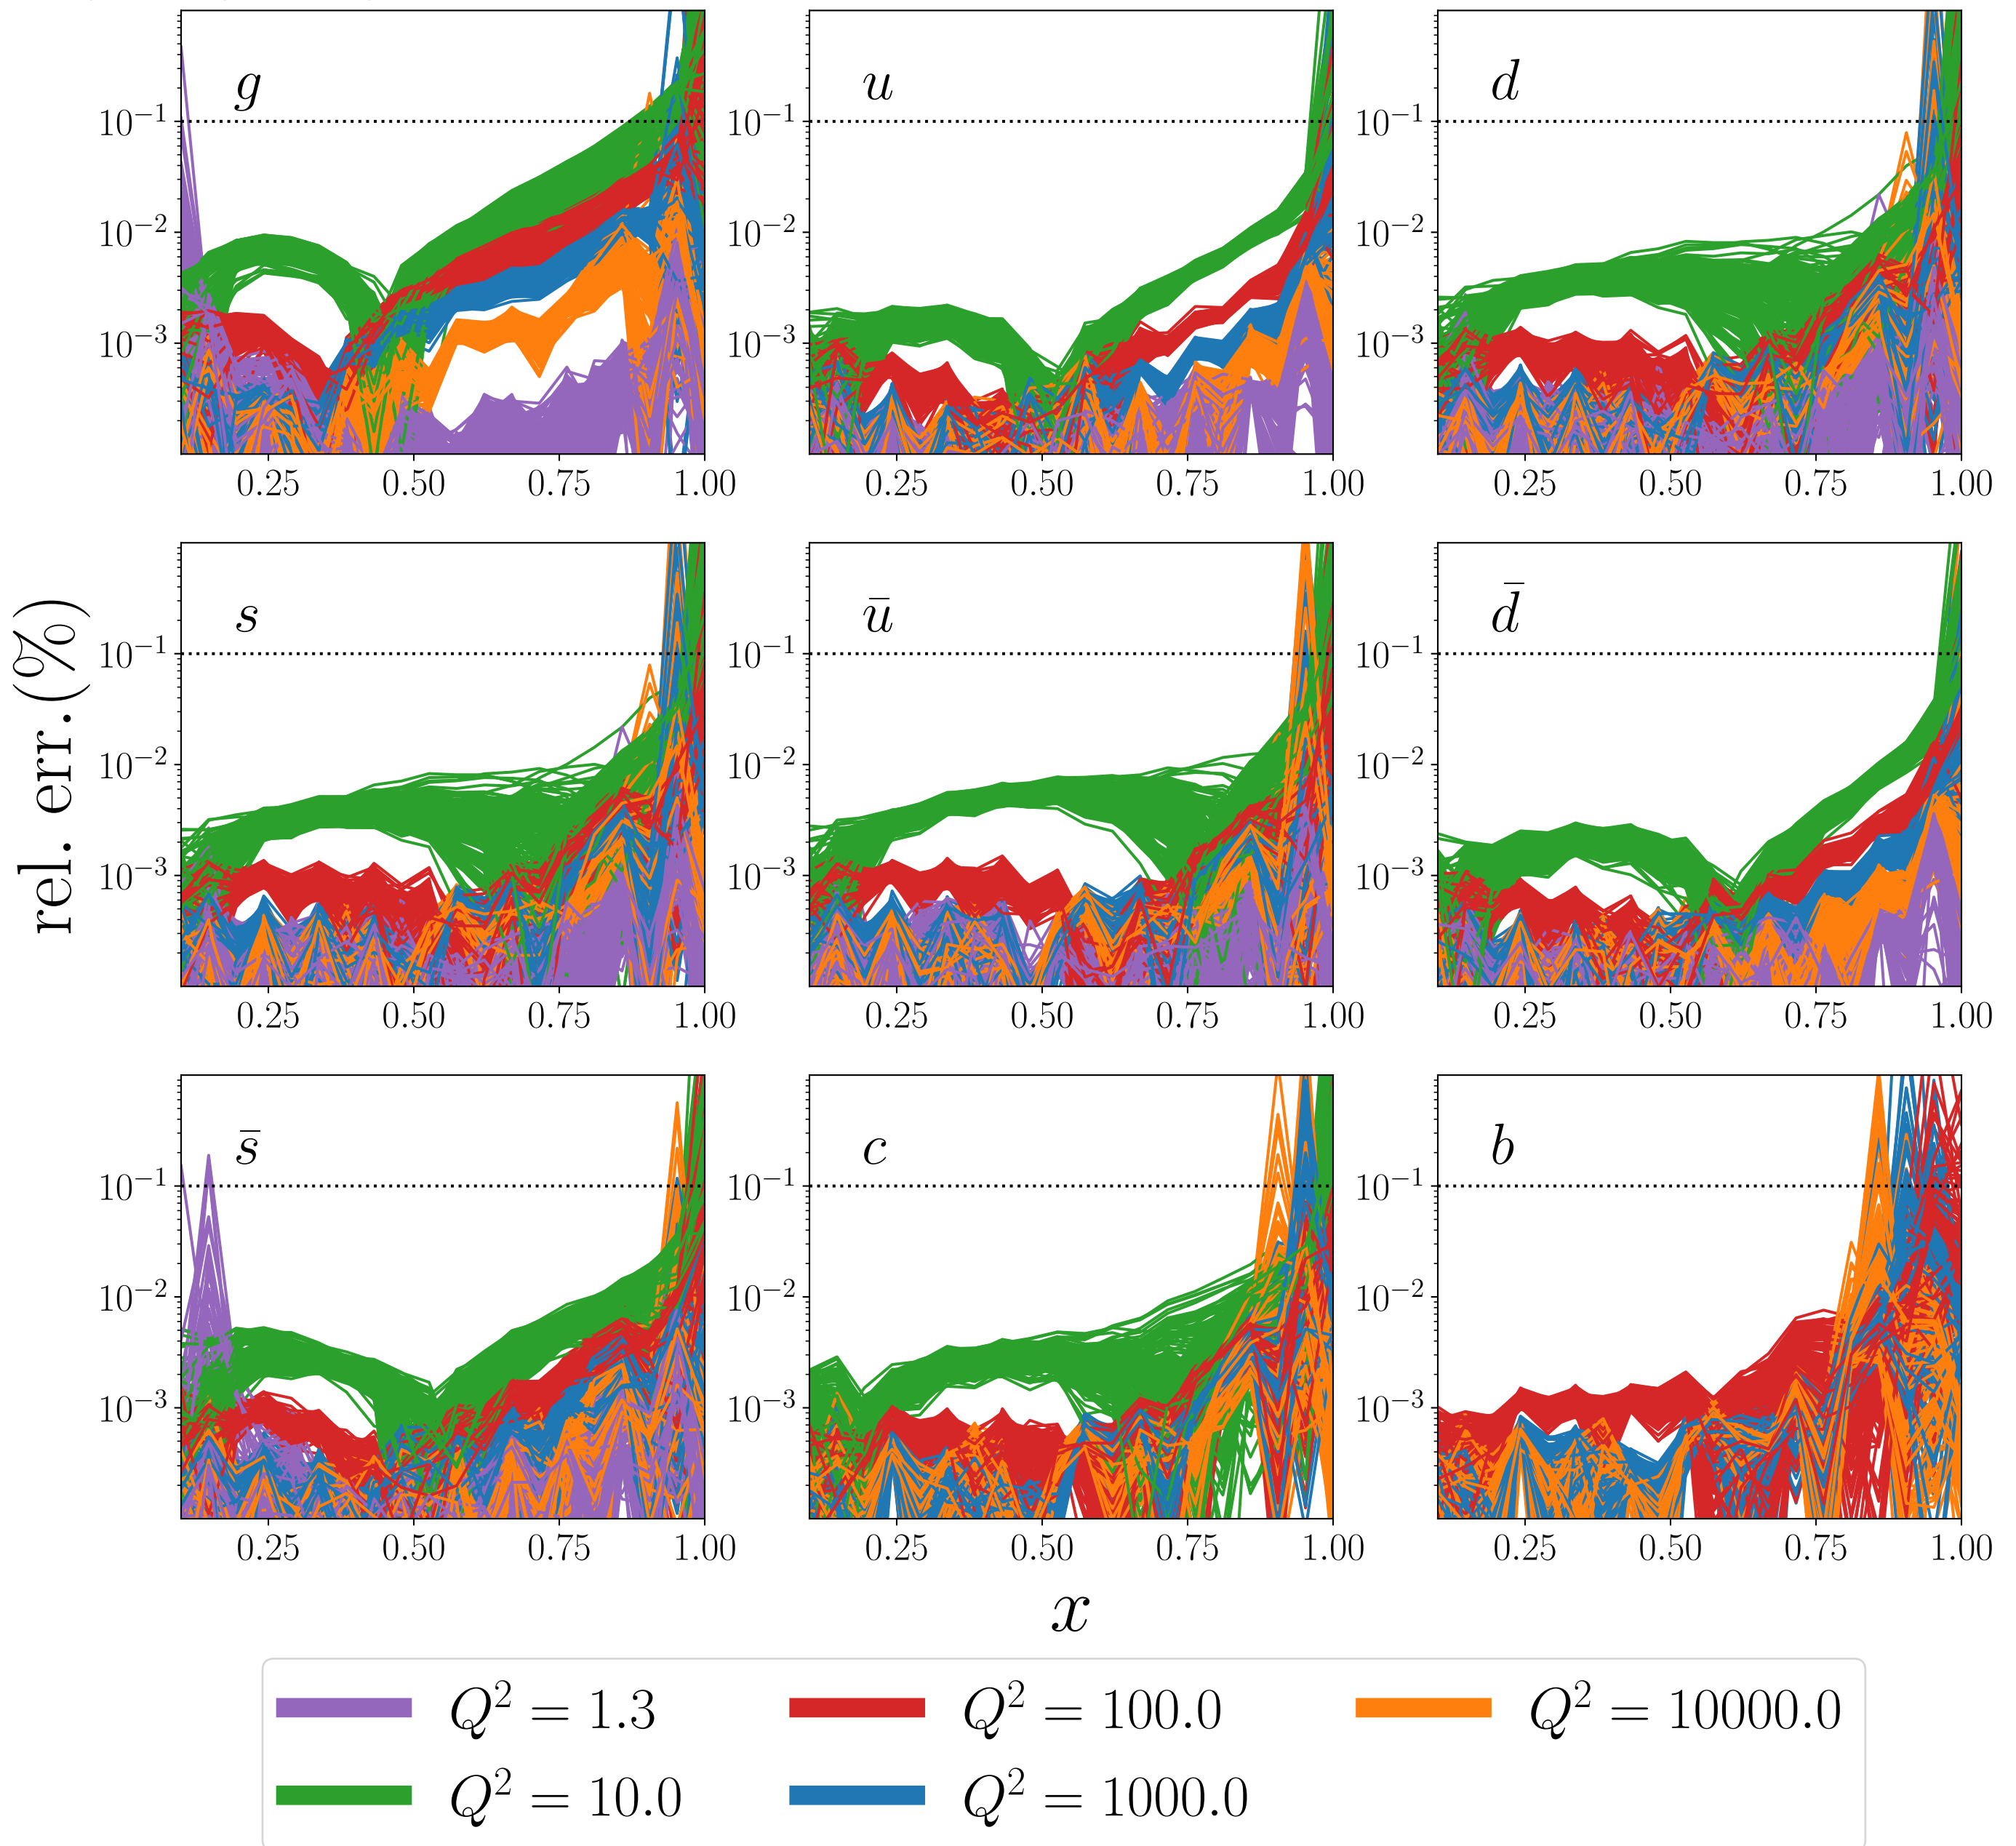 g
u
d
10⁻¹ 10⁻¹ 10⁻¹
10⁻² 10⁻² 10⁻²
10⁻³ 10⁻³ 10⁻³
0.25 0.50 0.75 1.00 0.25 0.50 0.75 1.00 0.25 0.50 0.75 1.00
rel. err.(%)
s
ū
d̄
10⁻¹ 10⁻¹ 10⁻¹
10⁻² 10⁻² 10⁻²
10⁻³ 10⁻³ 10⁻³
0.25 0.50 0.75 1.00 0.25 0.50 0.75 1.00 0.25 0.50 0.75 1.00
s̄
c
b
10⁻¹ 10⁻¹ 10⁻¹
10⁻² 10⁻² 10⁻²
10⁻³ 10⁻³ 10⁻³
0.25 0.50 0.75 1.00 0.25 0.50 0.75 1.00 0.25 0.50 0.75 1.00
x
Q² = 1.3 Q² = 100.0 Q² = 10000.0
Q² = 10.0 Q² = 1000.0